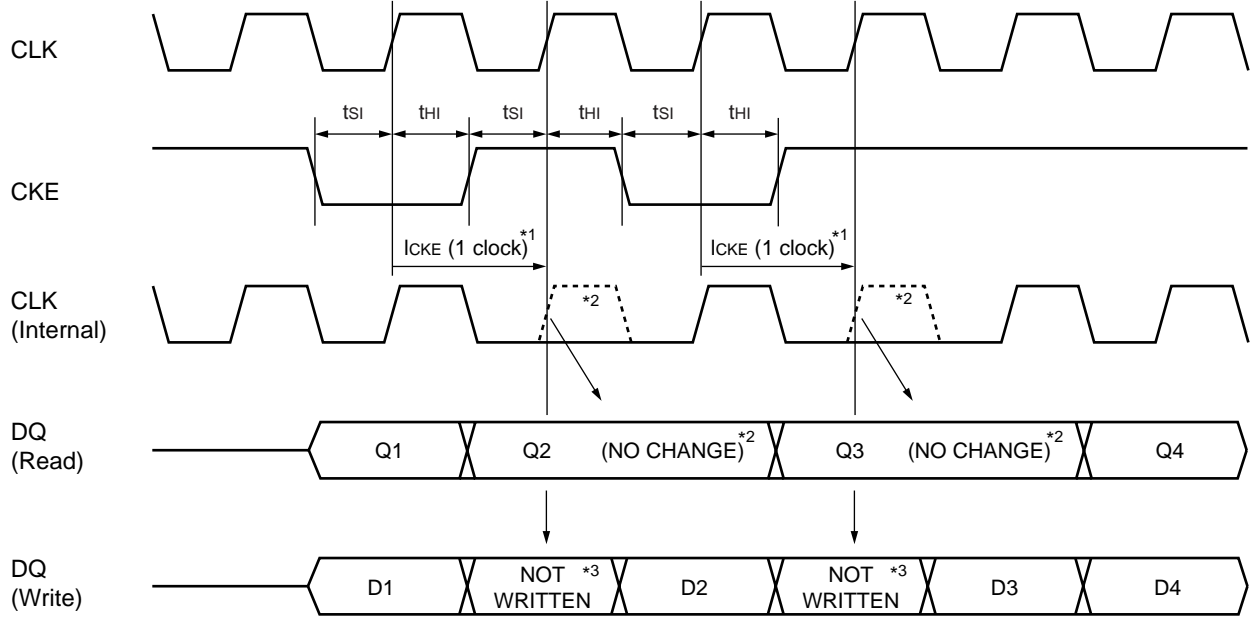 CLK
tSI tHI tSI tHI tSI tHI
CKE
ICKE (1 clock)*1 ICKE (1 clock)*1
CLK
(Internal)
*2 *2
DQ
(Read)
Q1 Q2 (NO CHANGE)*2 Q3 (NO CHANGE)*2 Q4
DQ
(Write)
D1 NOT WRITTEN *3 D2 NOT WRITTEN *3 D3 D4